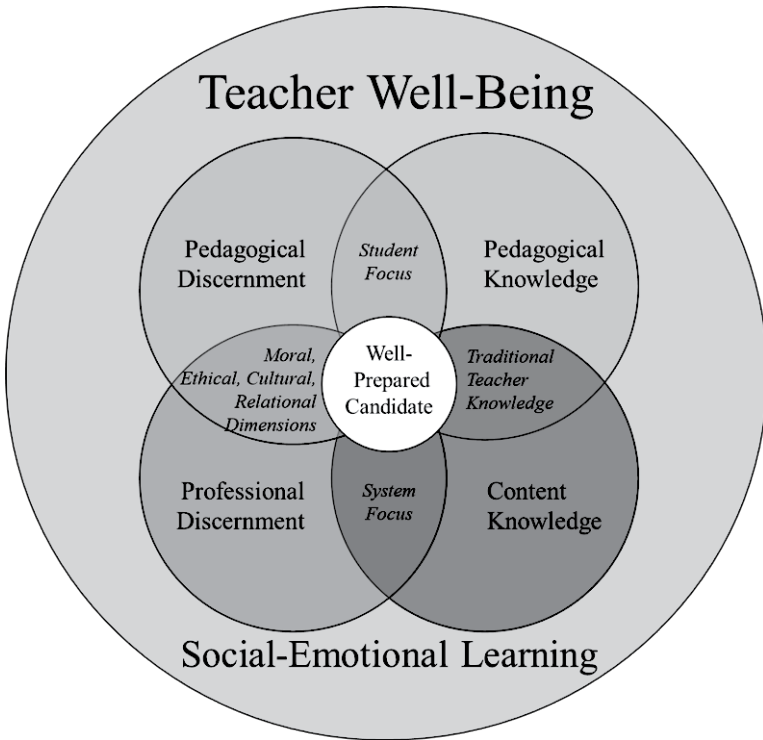 Teacher Well-Being
Pedagogical
Discernment
Student
Focus
Pedagogical
Knowledge
Moral,
Ethical, Cultural,
Relational
Dimensions
Well-
Prepared
Candidate
Traditional
Teacher
Knowledge
Professional
Discernment
System
Focus
Content
Knowledge
Social-Emotional Learning